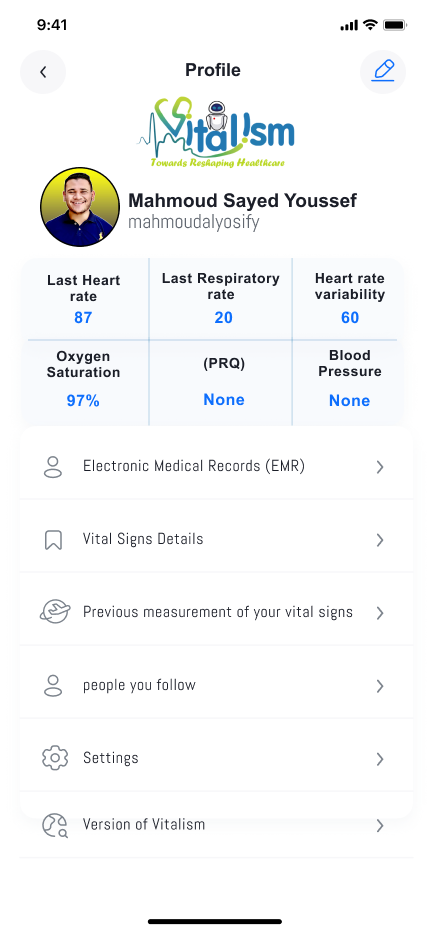 9:41
Profile
Vitalism
Towards Reshaping Healthcare
Mahmoud Sayed Youssef
mahmoudalyosify
Last Heart
rate
87
Last Respiratory
rate
20
Heart rate
variability
60
Oxygen
Saturation
97%
(PRQ)
None
Blood
Pressure
None
Electronic Medical Records (EMR)
Vital Signs Details
Previous measurement of your vital signs
people you follow
Settings
Version of Vitalism